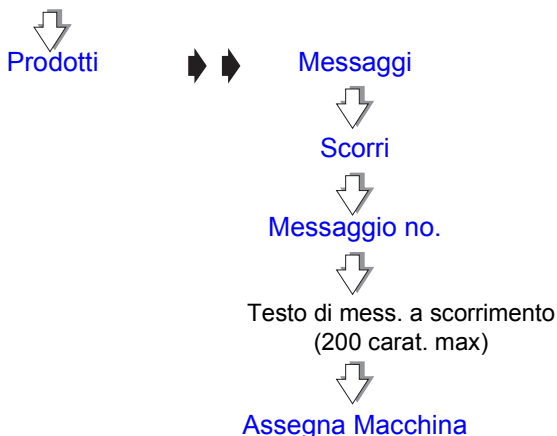 Prodotti
Messaggi
Scorri
Messaggio no.
Testo di mess. a scorrimento
(200 carat. max)
Assegna Macchina